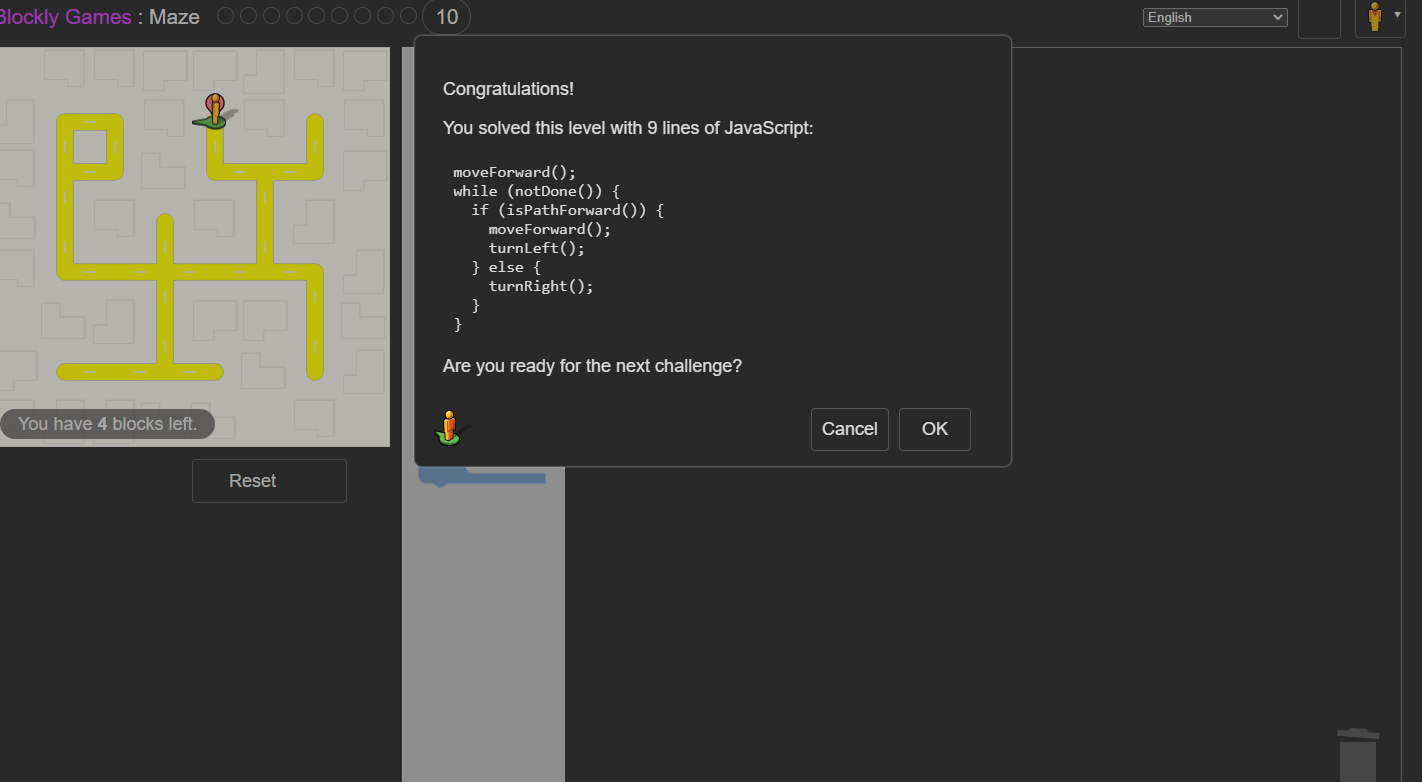 Blockly Games : Maze 10 English
Congratulations!
You solved this level with 9 lines of JavaScript:
moveForward();
while (notDone()) {
  if (isPathForward()) {
    moveForward();
    turnLeft();
  } else {
    turnRight();
  }
}
Are you ready for the next challenge?
Cancel OK
You have 4 blocks left.
Reset